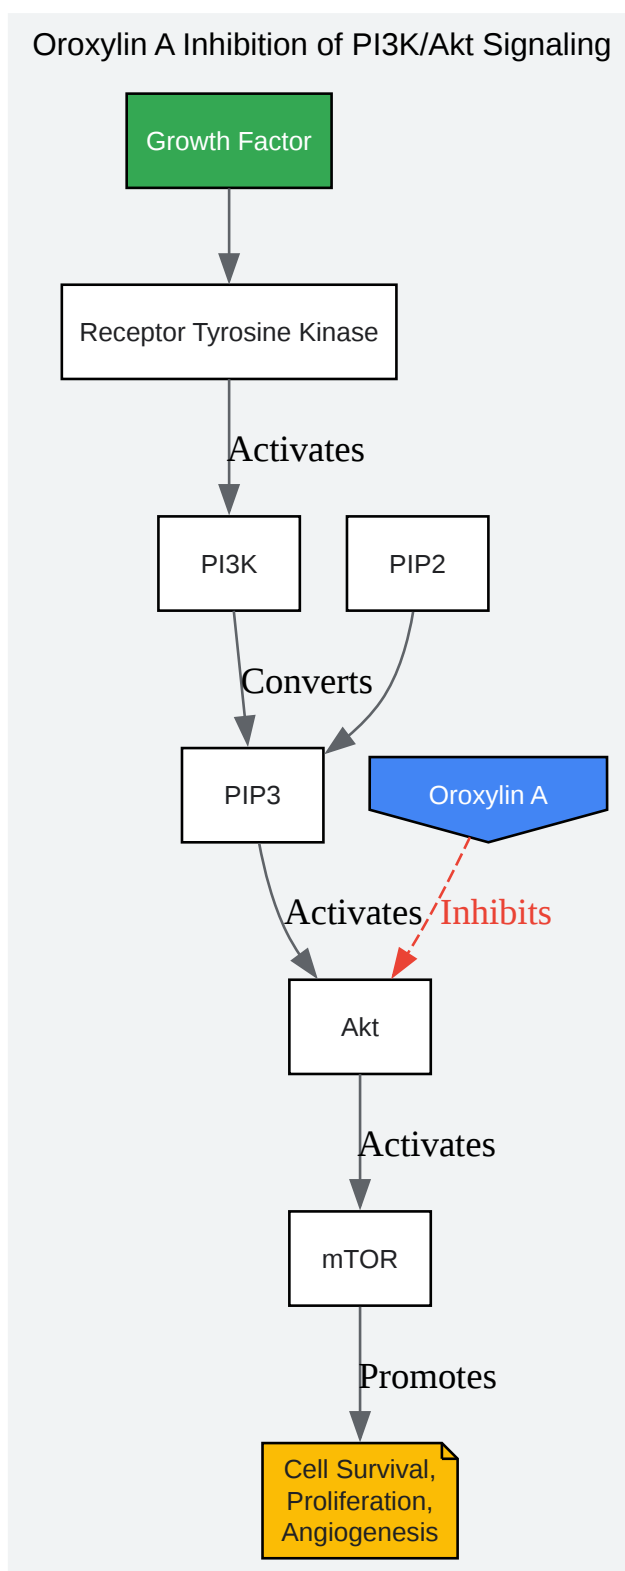 Oroxylin A Inhibition of PI3K/Akt Signaling
Growth Factor
Receptor Tyrosine Kinase
Activates
PI3K
PIP2
Converts
PIP3
Oroxylin A
Activates
Inhibits
Akt
Activates
mTOR
Promotes
Cell Survival,
Proliferation,
Angiogenesis